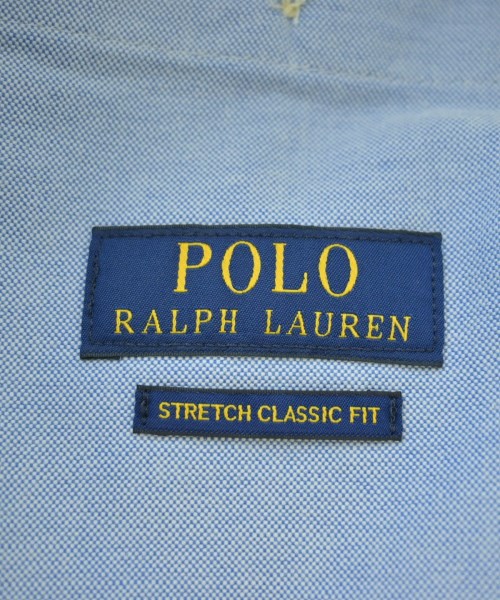 POLO
RALPH LAUREN
STRETCH CLASSIC FIT